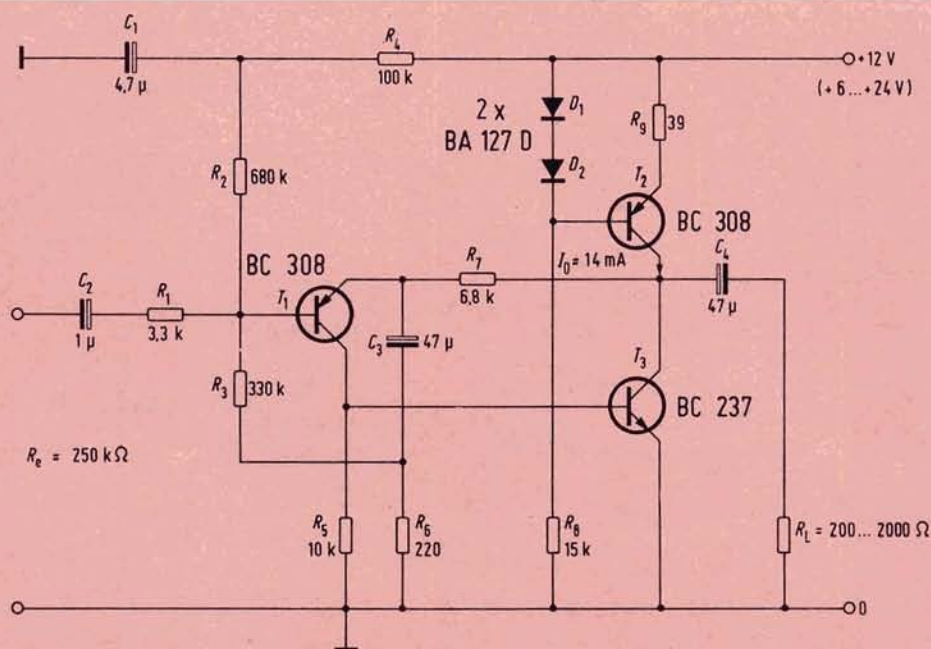 C₁
4,7 µ
R₄
100 k
+12 V
(+ 6 ... + 24 V)
2 x
BA 127 D
D₁
D₂
R₉ 39
R₂ 680 k
T₂
BC 308
BC 308
I₀ = 14 mA
C₄
47 µ
C₂
1 µ
R₁
3,3 k
T₁
R₇
6,8 k
C₃ 47 µ
T₃
BC 237
R₃ 330 k
Rₑ = 250 kΩ
R₅
10 k
R₆
220
R₈
15 k
R_L = 200 ... 2000 Ω
0